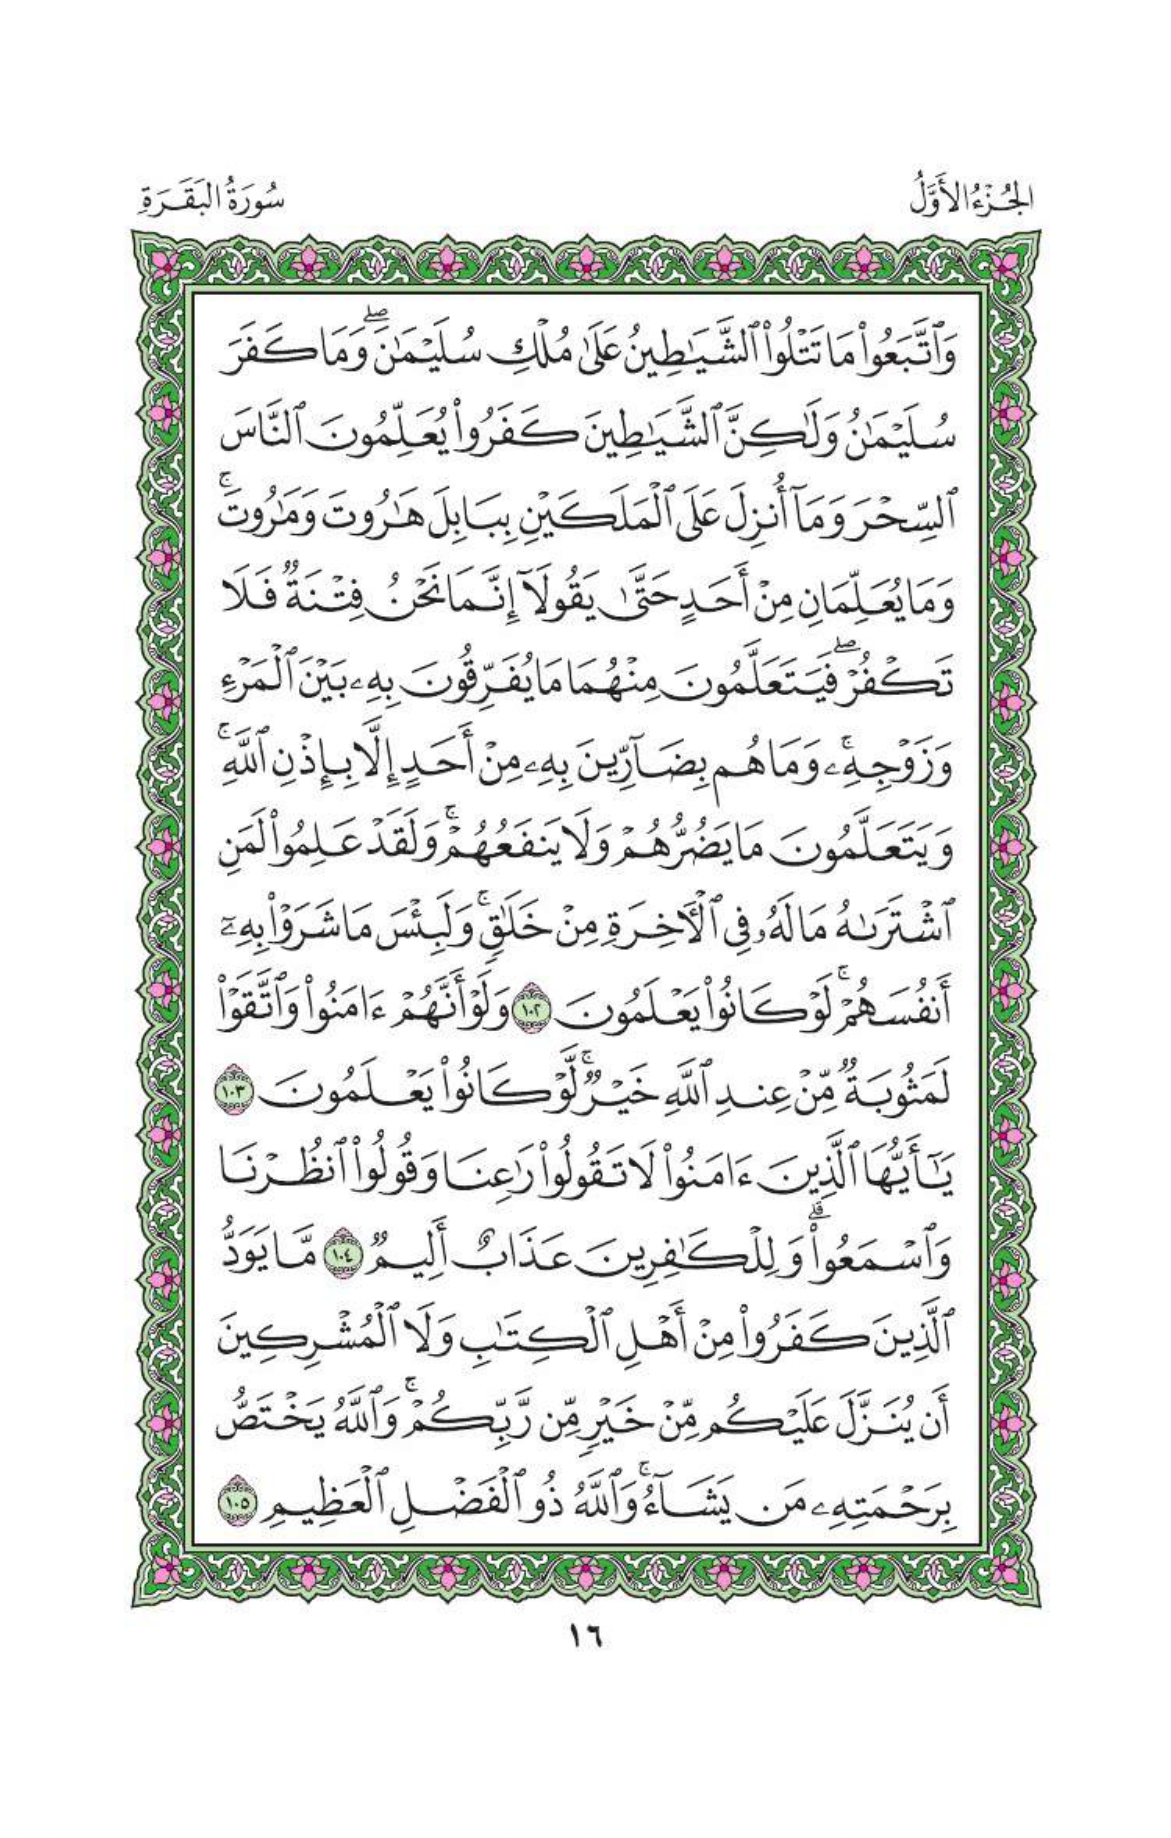 الجُزْءُ الأَوَّلُ
سُورَةُ البَقَرَةِ
وَٱتَّبَعُوا۟ مَا تَتْلُوا۟ ٱلشَّيَٰطِينُ عَلَىٰ مُلْكِ سُلَيْمَٰنَۖ وَمَا كَفَرَ
سُلَيْمَٰنُ وَلَٰكِنَّ ٱلشَّيَٰطِينَ كَفَرُوا۟ يُعَلِّمُونَ ٱلنَّاسَ
ٱلسِّحْرَ وَمَآ أُنزِلَ عَلَى ٱلْمَلَكَيْنِ بِبَابِلَ هَٰرُوتَ وَمَٰرُوتَۚ
وَمَا يُعَلِّمَانِ مِنْ أَحَدٍ حَتَّىٰ يَقُولَآ إِنَّمَا نَحْنُ فِتْنَةٌ فَلَا
تَكْفُرْۖ فَيَتَعَلَّمُونَ مِنْهُمَا مَا يُفَرِّقُونَ بِهِۦ بَيْنَ ٱلْمَرْءِ
وَزَوْجِهِۦۚ وَمَا هُم بِضَآرِّينَ بِهِۦ مِنْ أَحَدٍ إِلَّا بِإِذْنِ ٱللَّهِۚ
وَيَتَعَلَّمُونَ مَا يَضُرُّهُمْ وَلَا يَنفَعُهُمْۚ وَلَقَدْ عَلِمُوا۟ لَمَنِ
ٱشْتَرَىٰهُ مَا لَهُۥ فِى ٱلْءَاخِرَةِ مِنْ خَلَٰقٍۚ وَلَبِئْسَ مَا شَرَوْا۟ بِهِۦٓ
أَنفُسَهُمْۚ لَوْ كَانُوا۟ يَعْلَمُونَ ١٠٢ وَلَوْ أَنَّهُمْ ءَامَنُوا۟ وَٱتَّقَوْا۟
لَمَثُوبَةٌ مِّنْ عِندِ ٱللَّهِ خَيْرٌۚ لَّوْ كَانُوا۟ يَعْلَمُونَ ١٠٣
يَٰٓأَيُّهَا ٱلَّذِينَ ءَامَنُوا۟ لَا تَقُولُوا۟ رَٰعِنَا وَقُولُوا۟ ٱنظُرْنَا
وَٱسْمَعُوا۟ۗ وَلِلْكَٰفِرِينَ عَذَابٌ أَلِيمٌ ١٠٤ مَّا يَوَدُّ
ٱلَّذِينَ كَفَرُوا۟ مِنْ أَهْلِ ٱلْكِتَٰبِ وَلَا ٱلْمُشْرِكِينَ
أَن يُنَزَّلَ عَلَيْكُم مِّنْ خَيْرٍ مِّن رَّبِّكُمْۚ وَٱللَّهُ يَخْتَصُّ
بِرَحْمَتِهِۦ مَن يَشَآءُۚ وَٱللَّهُ ذُو ٱلْفَضْلِ ٱلْعَظِيمِ ١٠٥
١٦